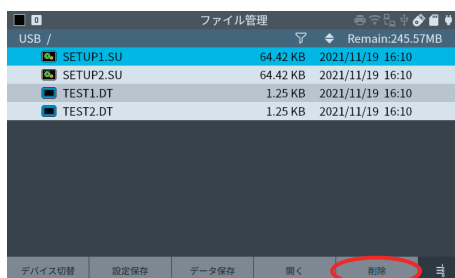 0 ファイル管理
USB / Remain:245.57MB
SETUP1.SU 64.42 KB 2021/11/19 16:10
SETUP2.SU 64.42 KB 2021/11/19 16:10
TEST1.DT 1.25 KB 2021/11/19 16:10
TEST2.DT 1.25 KB 2021/11/19 16:10
デバイス切替 設定保存 データ保存 開く 削除